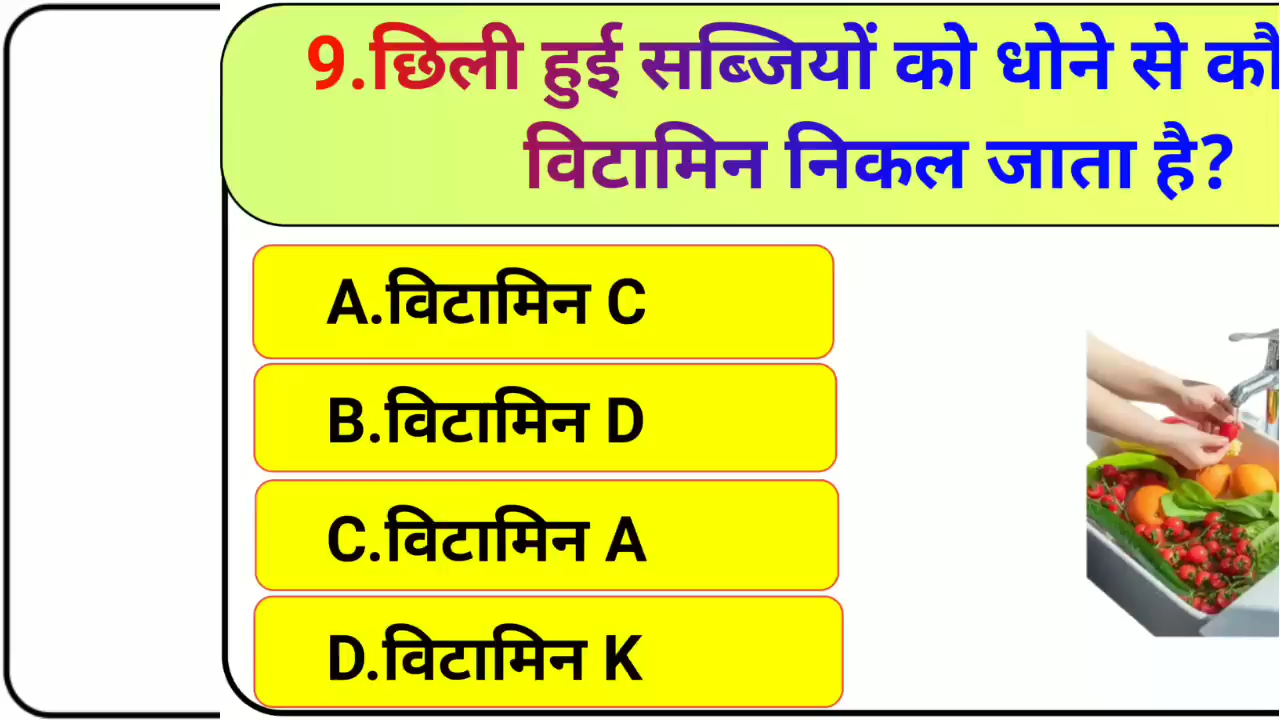 9.छिली हुई सब्जियों को धोने से
विटामिन निकल जाता है?
A.विटामिन C
B.विटामिन D
C.विटामिन A
D.विटामिन K